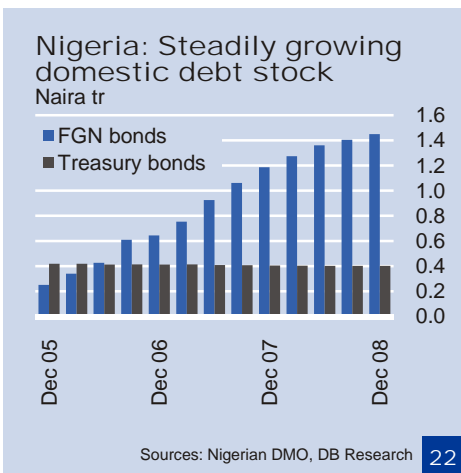 Nigeria: Steadily growing
domestic debt stock
Naira tr
FGN bonds
Treasury bonds
1.6
1.4
1.2
1.0
0.8
0.6
0.4
0.2
0.0
Dec 05
Dec 06
Dec 07
Dec 08
Sources: Nigerian DMO, DB Research
22